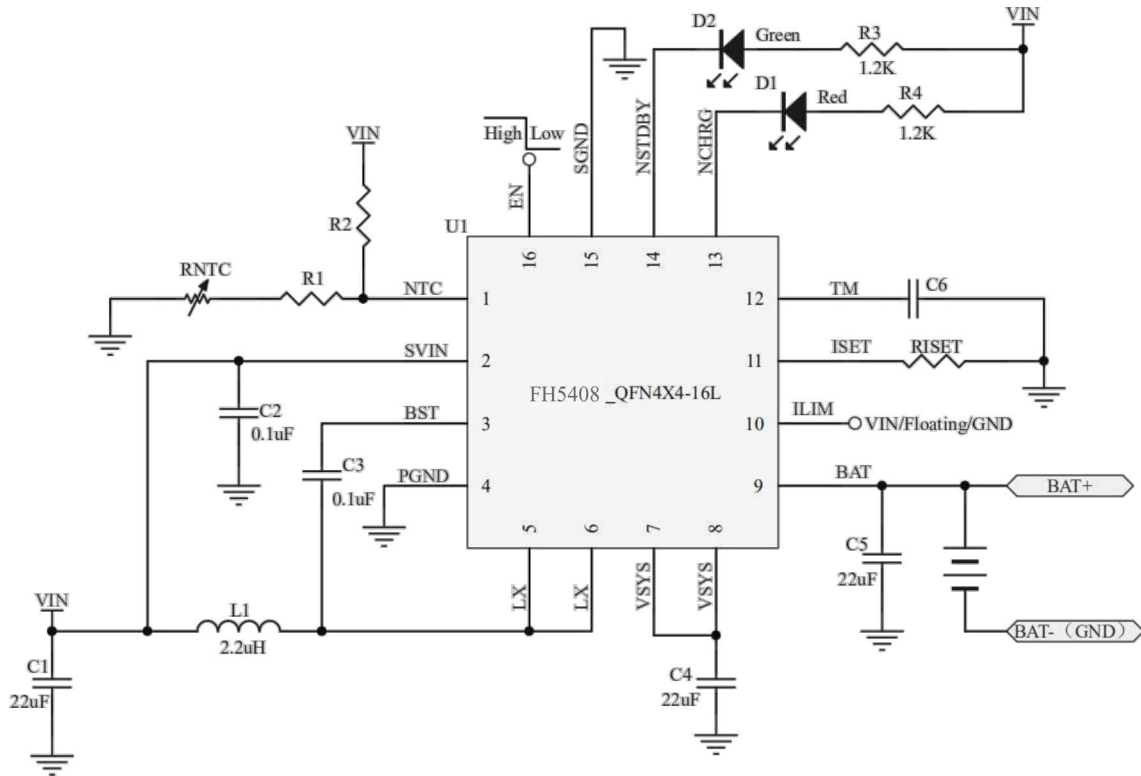 D2
Green
R3
1.2K
VIN
D1
Red
R4
1.2K
High Low
VIN
EN
SGND
NSTDBY
NCHRG
R2
U1
16
15
14
13
RNTC
R1
NTC
1
12
TM
C6
SVIN
2
11
ISET
RISET
C2
0.1uF
FH5408_QFN4X4-16L
BST
3
10
ILIM
VIN/Floating/GND
C3
0.1uF
PGND
4
9
BAT
BAT+
5
6
7
8
C5
22uF
LX
LX
VSYS
VSYS
VIN
L1
2.2uH
BAT-（GND）
C1
22uF
C4
22uF